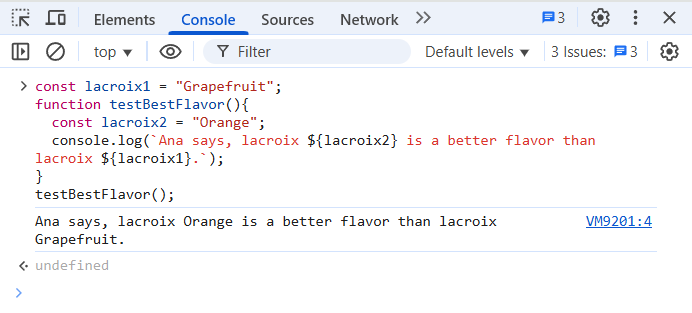 Elements Console Sources Network 3
top Filter Default levels 3 Issues: 3
const lacroix1 = "Grapefruit";
function testBestFlavor(){
  const lacroix2 = "Orange";
  console.log(`Ana says, lacroix ${lacroix2} is a better flavor than
lacroix ${lacroix1}.`);
}
testBestFlavor();
Ana says, lacroix Orange is a better flavor than lacroix VM9201:4
Grapefruit.
undefined